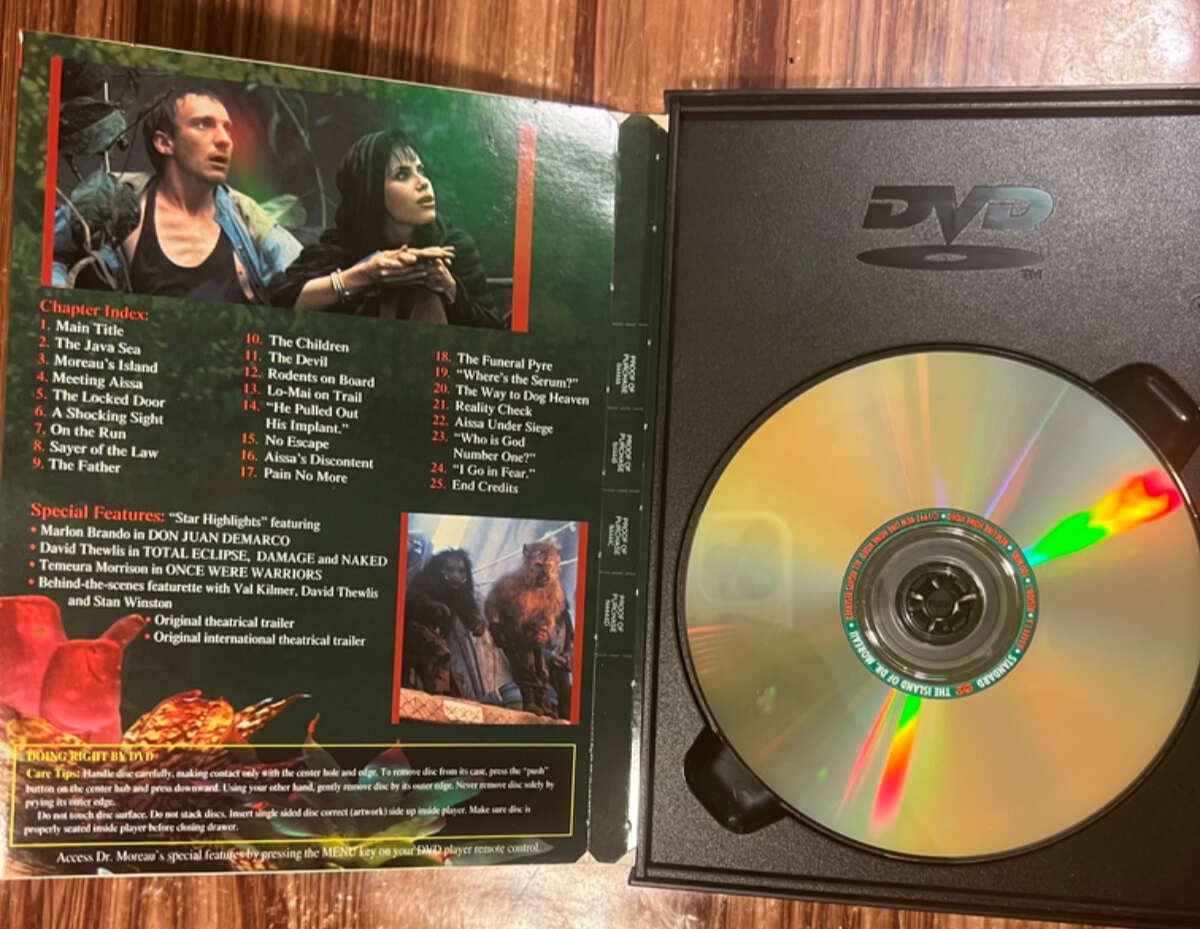 Chapter Index:
1. Main Title
2. The Java Sea
3. Moreau's Island
4. Meeting Aissa
5. The Locked Door
6. A Shocking Sight
7. On the Run
8. Sayer of the Law
9. The Father
10. The Children
11. The Devil
12. Rodents on Board
13. Lo-Mai on Trail
14. "He Pulled Out
His Implant."
15. No Escape
16. Aissa's Discontent
17. Pain No More
18. The Funeral Pyre
19. "Where's the Serum?"
20. The Way to Dog Heaven
21. Reality Check
22. Aissa Under Siege
23. "Who is God
Number One?"
24. "I Go in Fear."
25. End Credits
Special Features: "Star Highlights" featuring
• Marlon Brando in DON JUAN DEMARCO
• David Thewlis in TOTAL ECLIPSE, DAMAGE and NAKED
• Temeura Morrison in ONCE WERE WARRIORS
• Behind-the-scenes featurette with Val Kilmer, David Thewlis
and Stan Winston
• Original theatrical trailer
• Original international theatrical trailer
DOING RIGHT BY DVD
Care Tips: Handle disc carefully, making contact only with the center hole and edge. To remove disc from its case, press the "push"
button on the center hub and press downward. Using your other hand, gently remove disc by its outer edge. Never remove disc solely by
prying its outer edge.
Do not touch disc surface. Do not stack discs. Insert single sided disc correct (artwork) side up inside player. Make sure disc is
properly seated inside player before closing drawer.
Access Dr. Moreau's special features by pressing the MENU key on your DVD player remote control.
PROOF OF
PURCHASE
PROOF OF
PURCHASE
PROOF OF
PURCHASE
PROOF OF
PURCHASE
DVD
TM
STANDARD DVD THE ISLAND OF DR. MOREAU •
©1997 NEW LINE HOME VIDEO